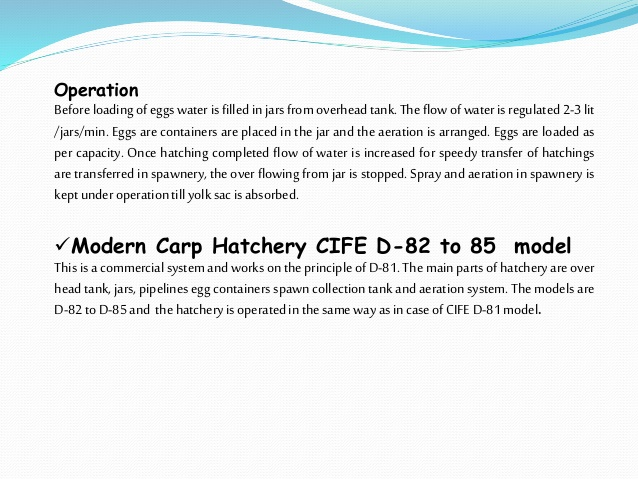 Operation
Before loading of eggs water is filled in jars from overhead tank. The flow of water is regulated 2-3 lit
/jars/min. Eggs are containers are placed in the jar and the aeration is arranged. Eggs are loaded as
per capacity. Once hatching completed flow of water is increased for speedy transfer of hatchings
are transferred in spawnery, the over flowing from jar is stopped. Spray and aeration in spawnery is
kept under operation till yolk sac is absorbed.
✓Modern Carp Hatchery CIFE D-82 to 85 model
This is a commercial system and works on the principle of D-81. The main parts of hatchery are over
head tank, jars, pipelines egg containers spawn collection tank and aeration system. The models are
D-82 to D-85 and the hatchery is operated in the same way as in case of CIFE D-81 model.